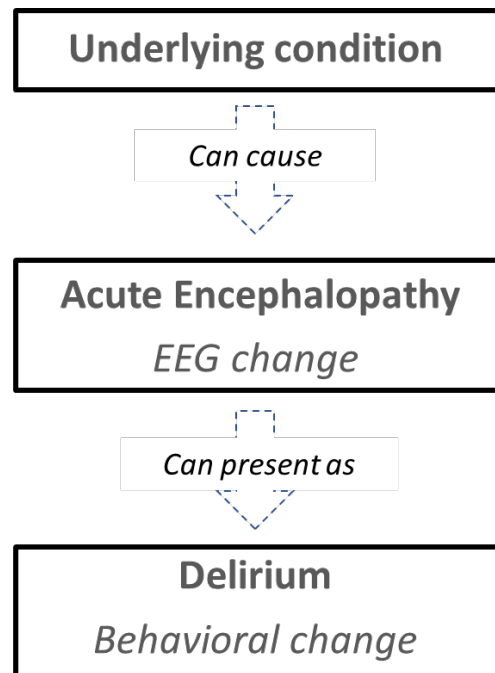 Underlying condition
Can cause
Acute Encephalopathy
EEG change
Can present as
Delirium
Behavioral change